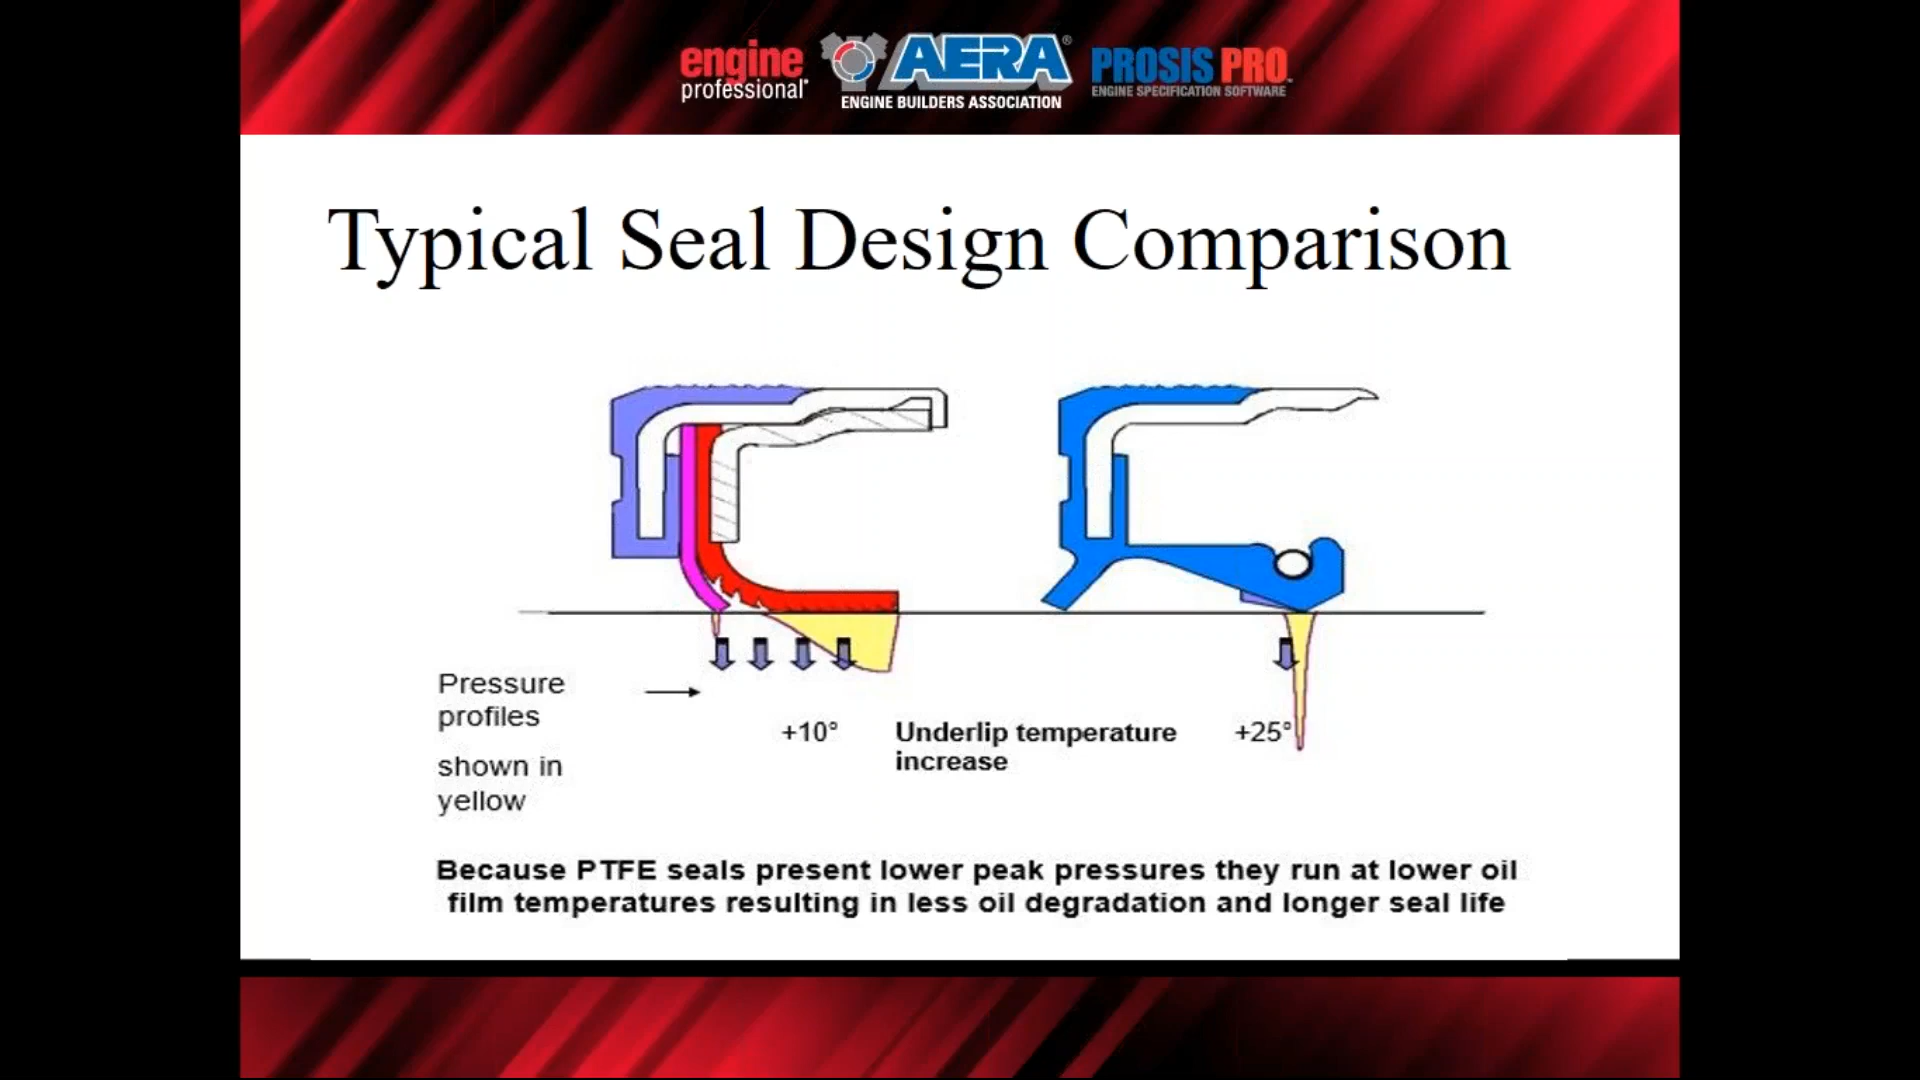 engine
professional®
AERA®
ENGINE BUILDERS ASSOCIATION
PROSIS PRO™
ENGINE SPECIFICATION SOFTWARE
Typical Seal Design Comparison
Pressure
profiles
shown in
yellow
+10°
Underlip temperature
increase
+25°
Because PTFE seals present lower peak pressures they run at lower oil
film temperatures resulting in less oil degradation and longer seal life